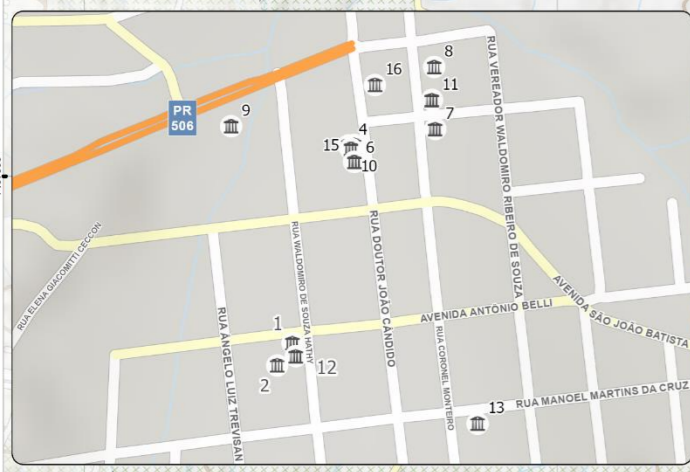 8
16
11
PR
506
9
7
4
15
6
10
RUA VEREADOR WALDOMIRO RIBEIRO DE SOUZA
RUA ELENA GIACOMITTI CECCON
RUA WALDOMIRO DE SOUZA HATHY
RUA DOUTOR JOÃO CÂNDIDO
AVENIDA ANTÔNIO BELLI
AVENIDA SÃO JOÃO BATISTA
1
RUA ÂNGELO LUIZ TREVISAN
2
12
RUA CORONEL MONTEIRO
RUA MANOEL MARTINS DA CRUZ
13